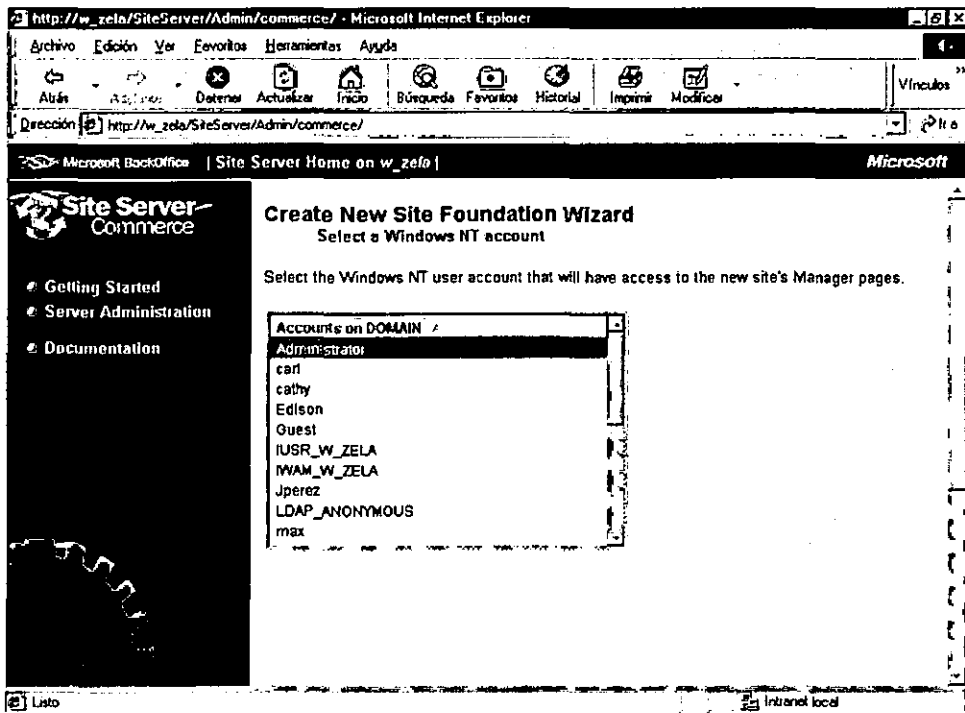 http://w_zela/SiteServer/Admin/commerce/ - Microsoft Internet Explorer
Archivo Edición Ver Favoritos Herramientas Ayuda
Atrás Adelante Detener Actualizar Inicio Búsqueda Favoritos Historial Imprimir Modificar Vínculos
Dirección http://w_zela/SiteServer/Admin/commerce/ Ir a
Microsoft BackOffice | Site Server Home on w_zela | Microsoft
Site Server
Commerce
Getting Started
Server Administration
Documentation
Create New Site Foundation Wizard
Select a Windows NT account
Select the Windows NT user account that will have access to the new site's Manager pages.
Accounts on DOMAIN
Administrator
carl
cathy
Edison
Guest
IUSR_W_ZELA
IWAM_W_ZELA
Jperez
LDAP_ANONYMOUS
max
Listo Intranet local